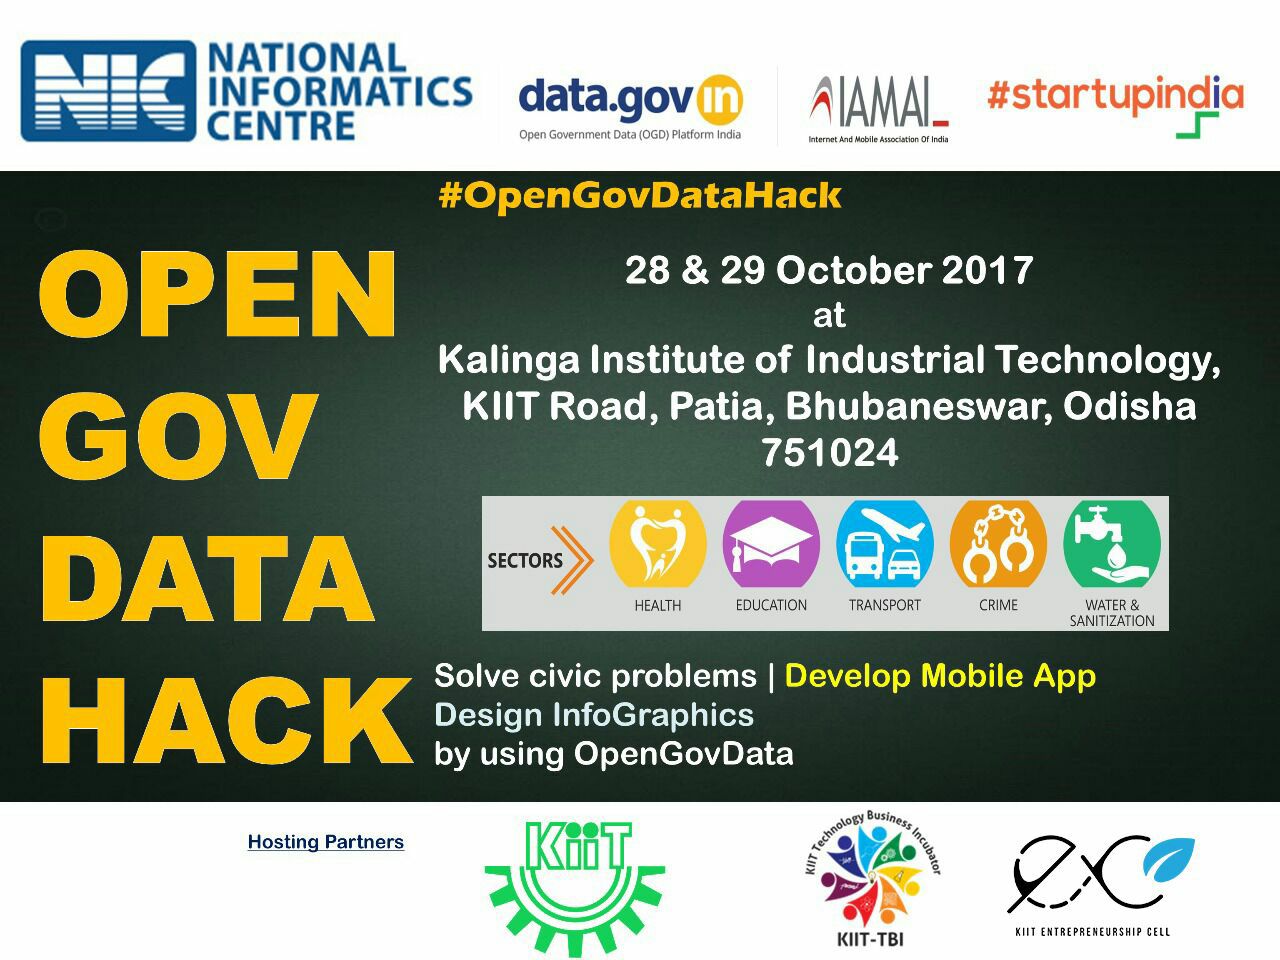 NIC NATIONAL
INFORMATICS
CENTRE
data.gov in
Open Government Data (OGD) Platform India
IAMAI
Internet And Mobile Association Of India
#startupindia
#OpenGovDataHack
OPEN
GOV
DATA
HACK
28 & 29 October 2017
at
Kalinga Institute of Industrial Technology,
KIIT Road, Patia, Bhubaneswar, Odisha
751024
SECTORS
HEALTH
EDUCATION
TRANSPORT
CRIME
WATER &
SANITIZATION
Solve civic problems | Develop Mobile App
Design InfoGraphics
by using OpenGovData
Hosting Partners
KiiT
KIIT Technology Business Incubator
KIIT-TBI
exc
KIIT ENTREPRENEURSHIP CELL